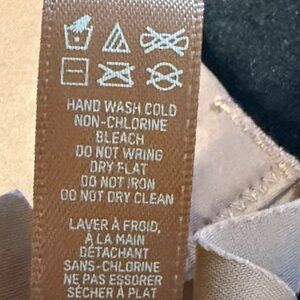 HAND WASH COLD
NON-CHLORINE
BLEACH
DO NOT WRING
DRY FLAT
DO NOT IRON
DO NOT DRY CLEAN
LAVER À FROID,
À LA MAIN
DÉTACHANT
SANS-CHLORINE
NE PAS ESSORER
SÉCHER À PLAT